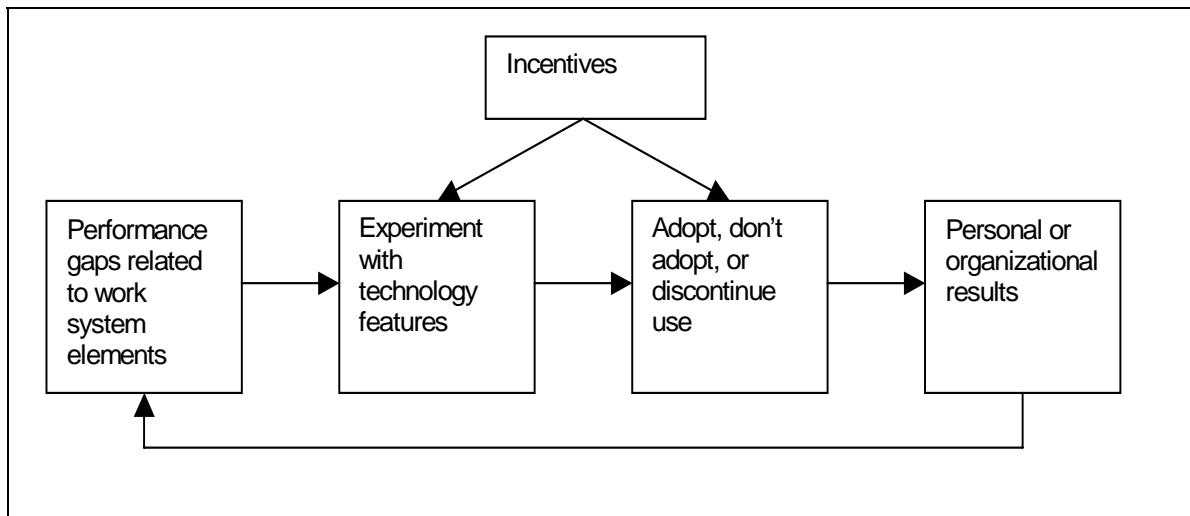 Incentives
Performance
gaps related
to work
system
elements
Experiment
with
technology
features
Adopt, don’t
adopt, or
discontinue
use
Personal or
organizational
results